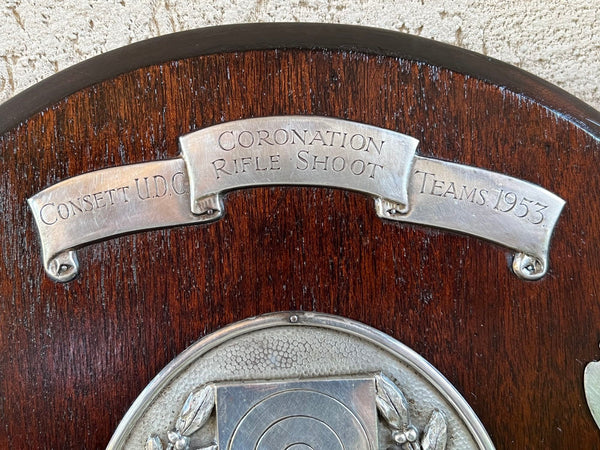 CONSETT U.D.C.
CORONATION
RIFLE SHOOT
TEAMS. 1953.